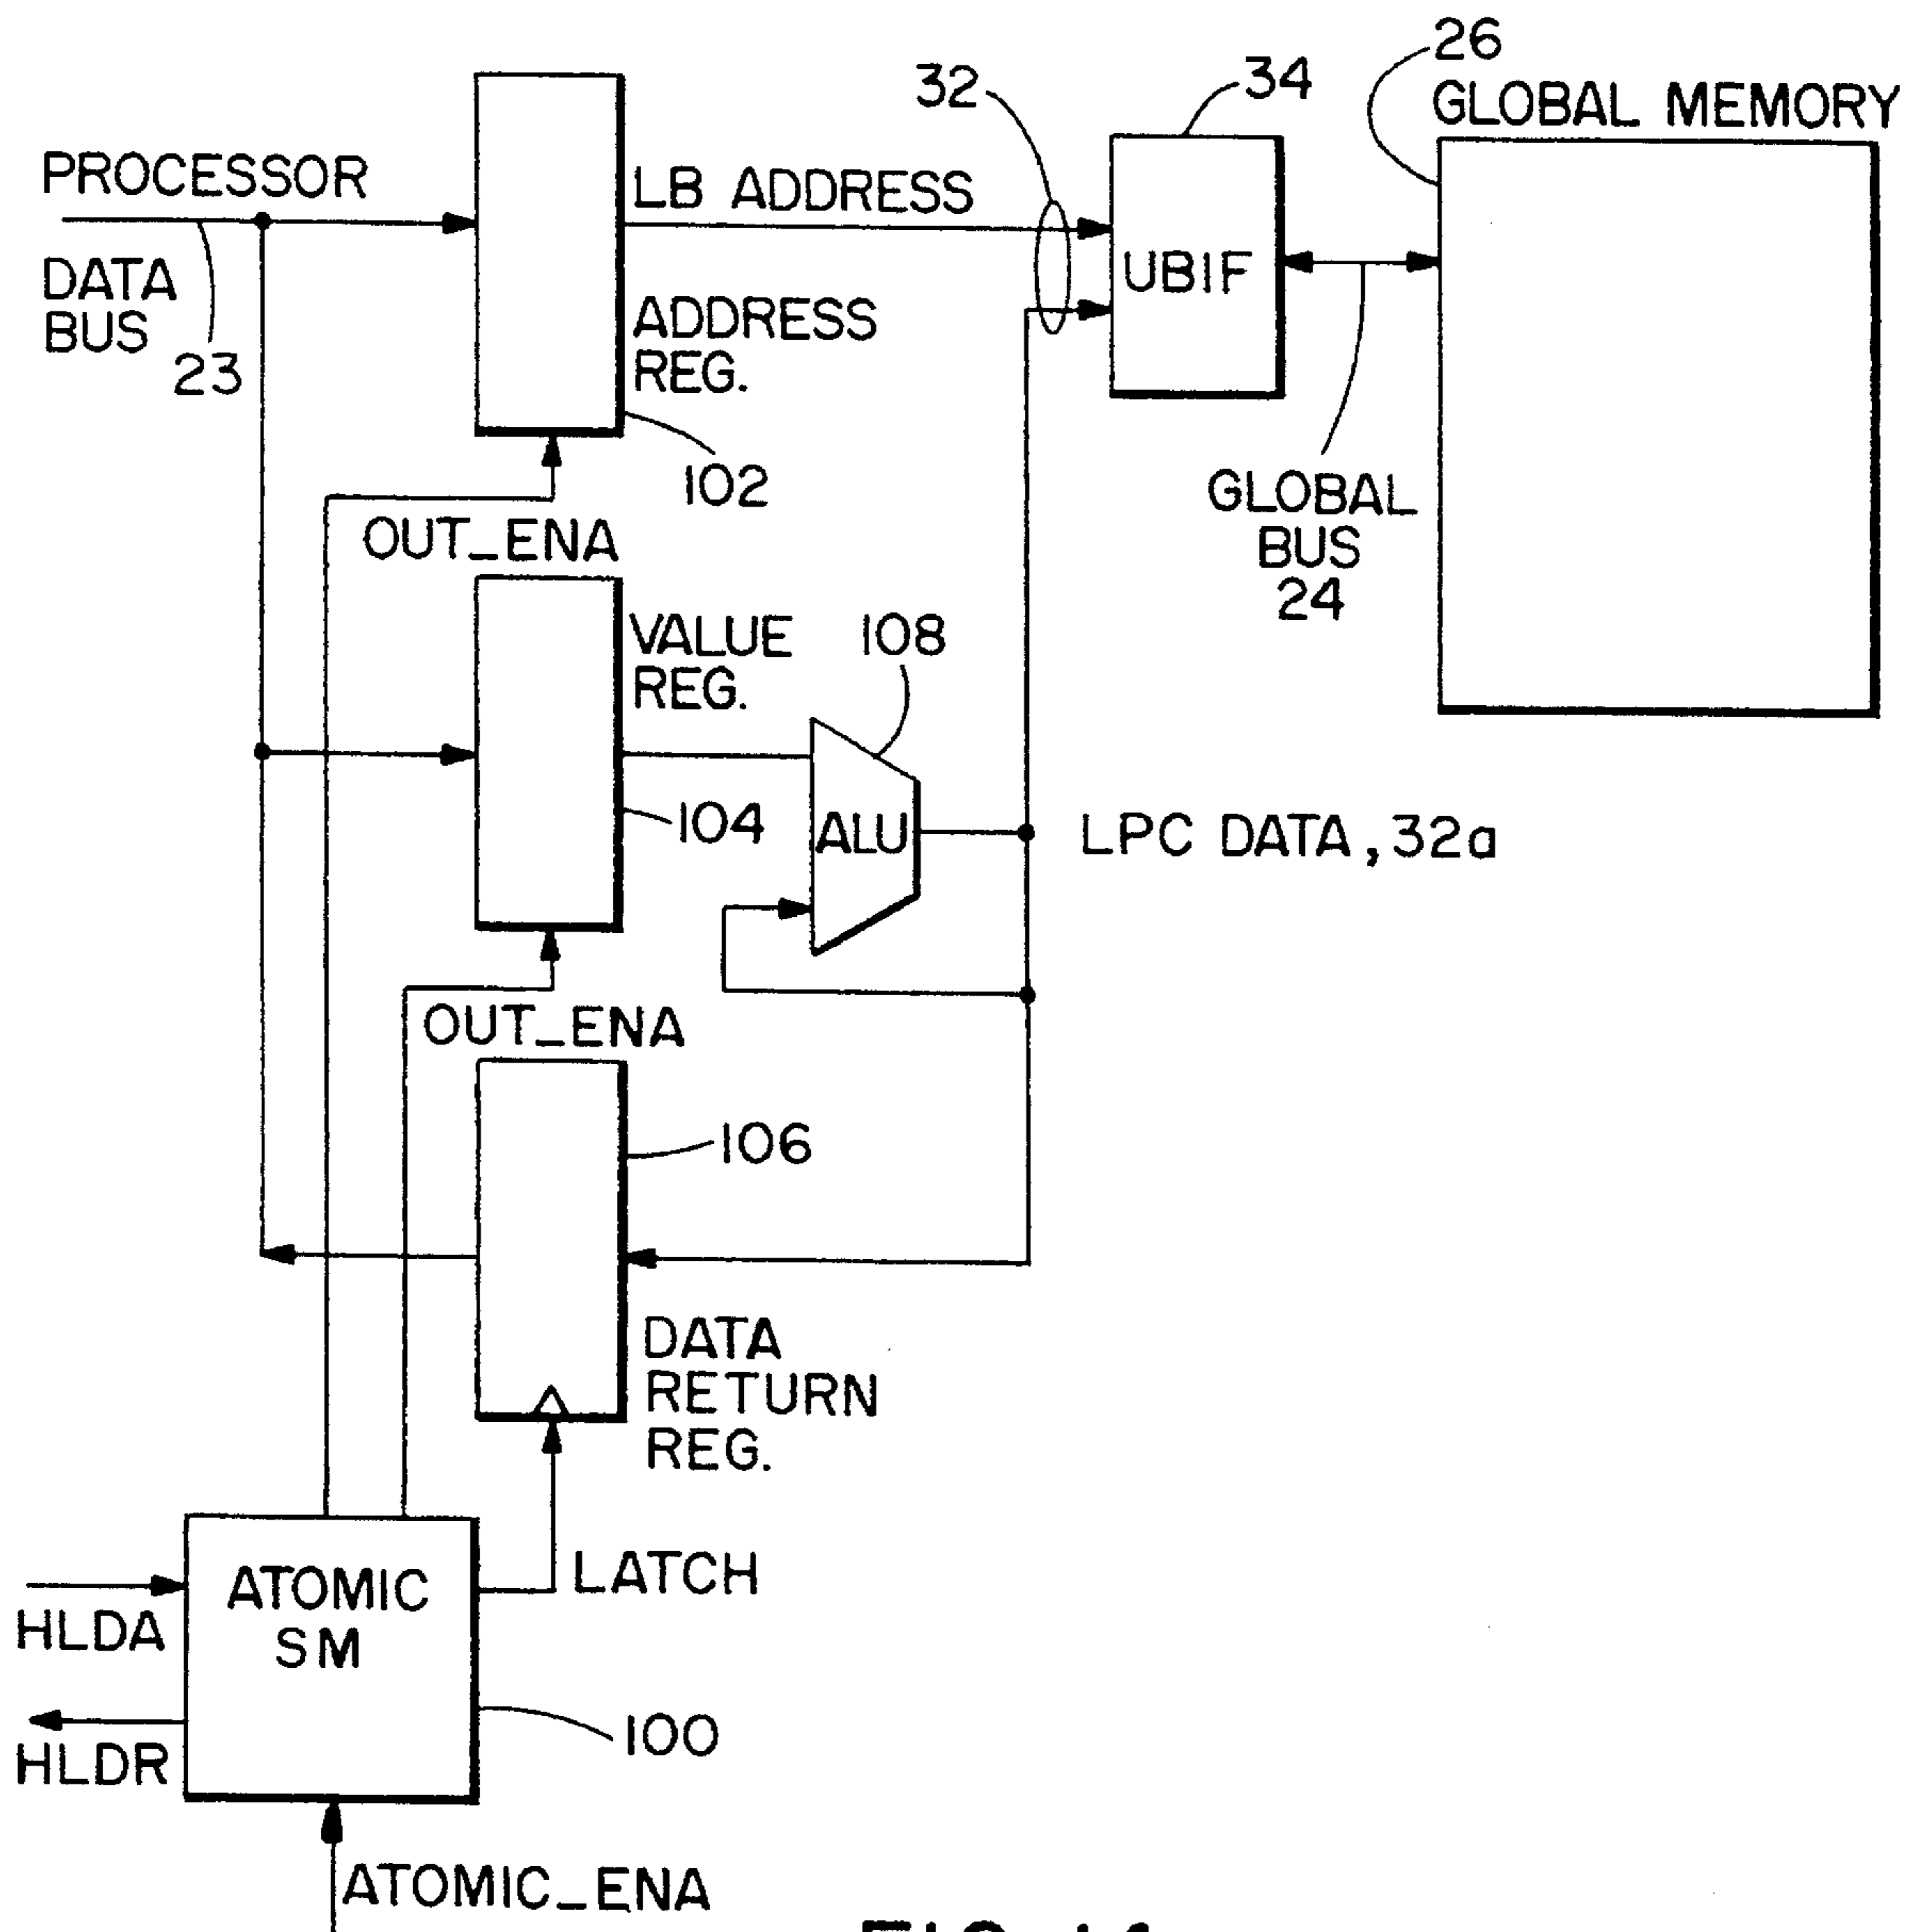 26
32
34
GLOBAL MEMORY
PROCESSOR
LB ADDRESS
DATA
BUS
23
UBIF
ADDRESS
REG.
102
OUT_ENA
GLOBAL
BUS
24
VALUE
REG.
108
104
ALU
LPC DATA, 32a
OUT_ENA
106
DATA
RETURN
REG.
ATOMIC
SM
LATCH
HLDA
100
HLDR
ATOMIC_ENA